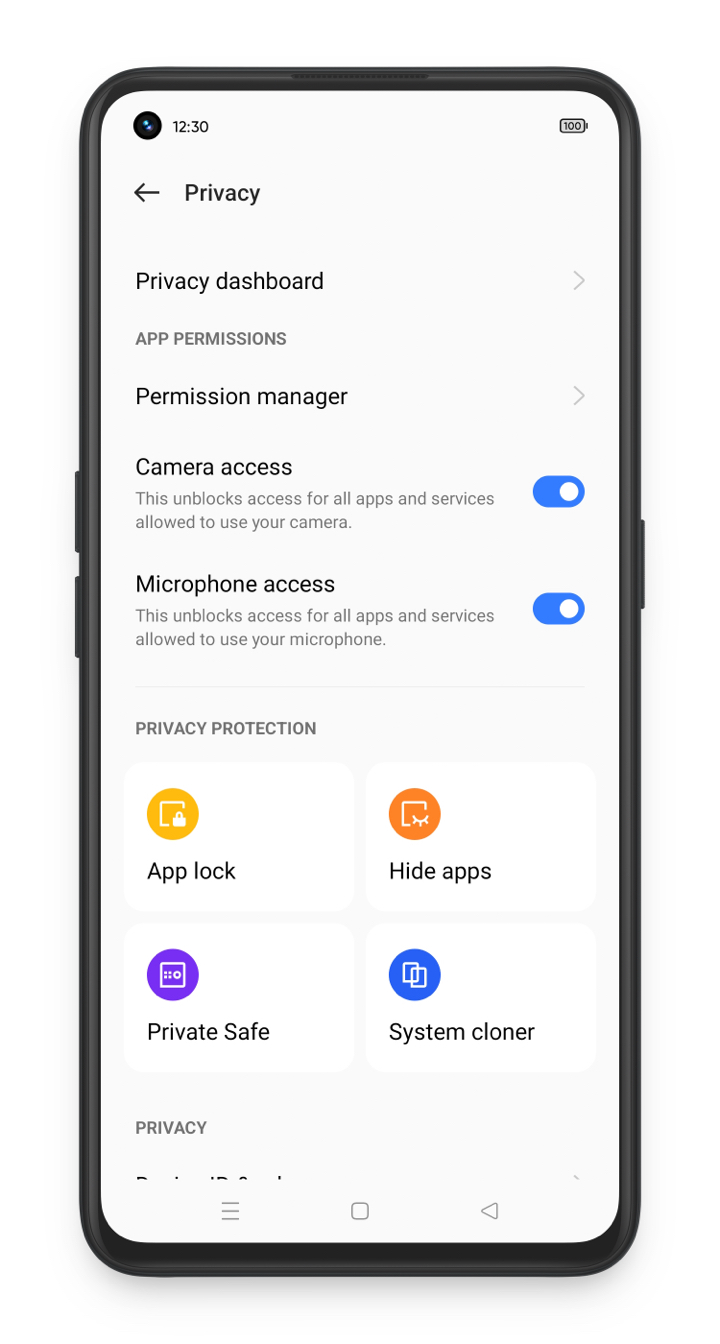 12:30
100
Privacy
Privacy dashboard
APP PERMISSIONS
Permission manager
Camera access
This unblocks access for all apps and services
allowed to use your camera.
Microphone access
This unblocks access for all apps and services
allowed to use your microphone.
PRIVACY PROTECTION
App lock
Hide apps
Private Safe
System cloner
PRIVACY